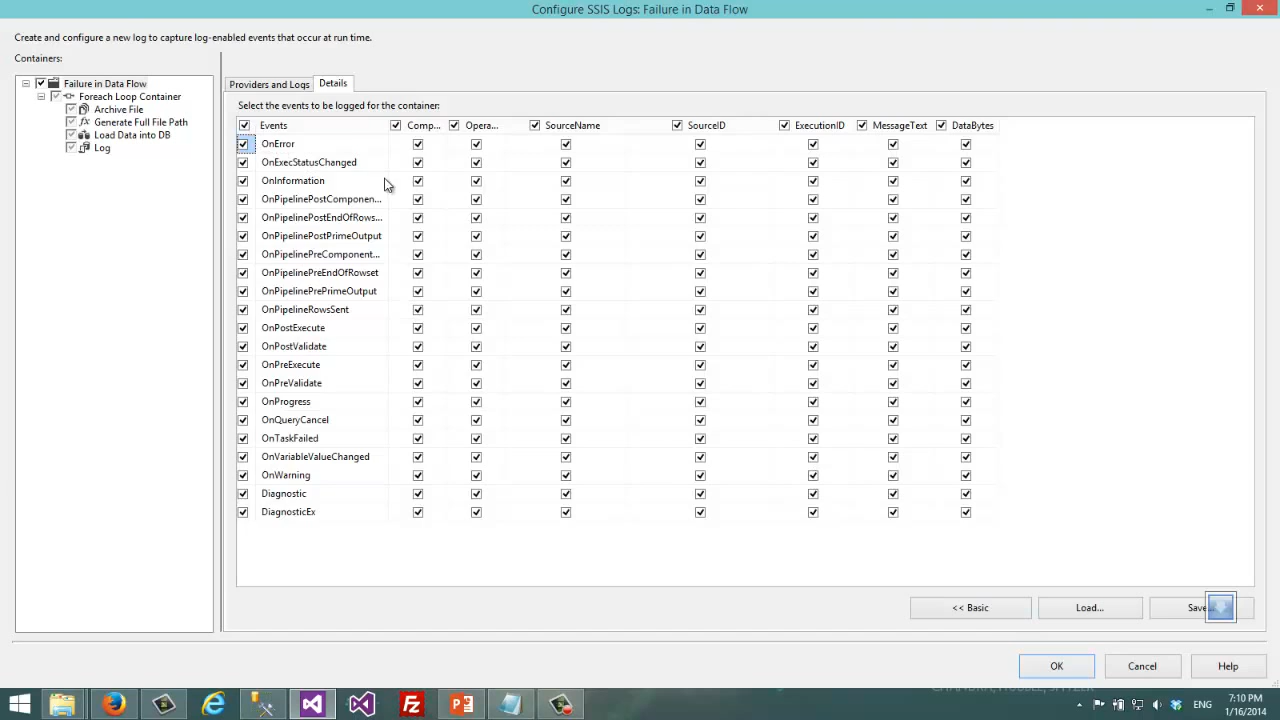 Configure SSIS Logs: Failure in Data Flow
Create and configure a new log to capture log-enabled events that occur at run time.
Containers:
Failure in Data Flow
Foreach Loop Container
Archive File
Generate Full File Path
Load Data into DB
Log
Providers and Logs Details
Select the events to be logged for the container:
Events Comp... Opera... SourceName SourceID ExecutionID MessageText DataBytes
OnError
OnExecStatusChanged
OnInformation
OnPipelinePostComponen...
OnPipelinePostEndOfRows...
OnPipelinePostPrimeOutput
OnPipelinePreComponent...
OnPipelinePreEndOfRowset
OnPipelinePrePrimeOutput
OnPipelineRowsSent
OnPostExecute
OnPostValidate
OnPreExecute
OnPreValidate
OnProgress
OnQueryCancel
OnTaskFailed
OnVariableValueChanged
OnWarning
Diagnostic
DiagnosticEx
<< Basic Load... Save
OK Cancel Help
ENG
7:10 PM
1/16/2014